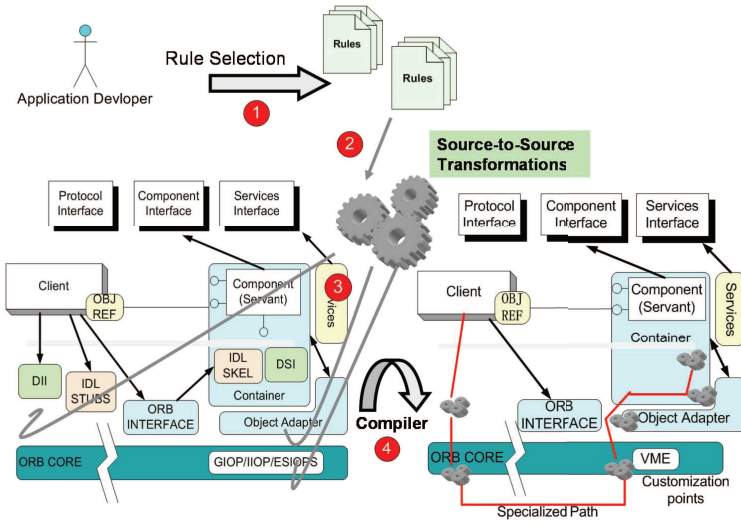 Application Devloper
Rule Selection
1
Rules
Rules
2
Source-to-Source
Transformations
Protocol
Interface
Component
Interface
Services
Interface
Client
OBJ
REF
Component
(Servant)
3
vices
DII
IDL
STUBS
ORB
INTERFACE
IDL
SKEL
DSI
Container
Object Adapter
ORB CORE
GIOP/IIOP/ESIOPS
Compiler
4
Protocol
Interface
Component
Interface
Services
Interface
Client
OBJ
REF
Component
(Servant)
Container
Services
ORB
INTERFACE
Object Adapter
ORB CORE
VME
Customization
points
Specialized Path